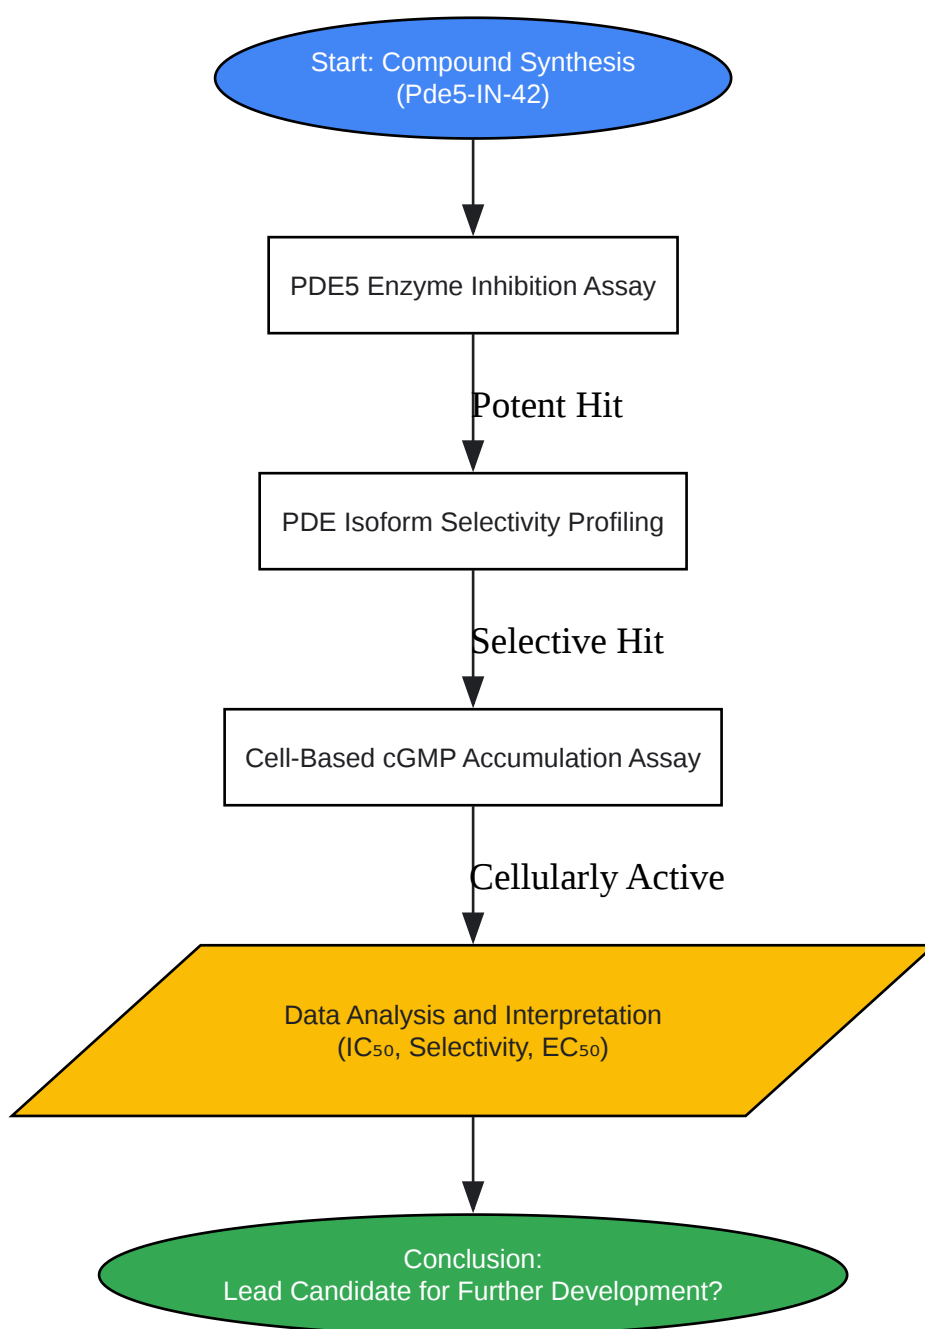 Start: Compound Synthesis
(Pde5-IN-42)
PDE5 Enzyme Inhibition Assay
Potent Hit
PDE Isoform Selectivity Profiling
Selective Hit
Cell-Based cGMP Accumulation Assay
Cellularly Active
Data Analysis and Interpretation
(IC₅₀, Selectivity, EC₅₀)
Conclusion:
Lead Candidate for Further Development?